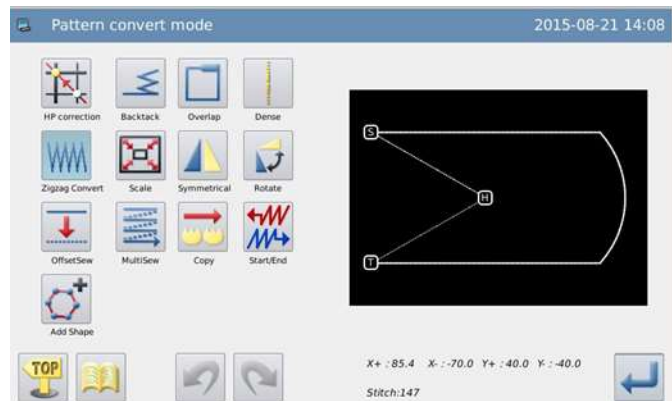 Pattern convert mode 2015-08-21 14:08
HP correction Backtack Overlap Dense
Zigzag Convert Scale Symmetrical Rotate
OffsetSew MultiSew Copy Start/End
Add Shape
S
H
T
TOP
X+ : 85.4 X- : -70.0 Y+ : 40.0 Y- : -40.0
Stitch:147